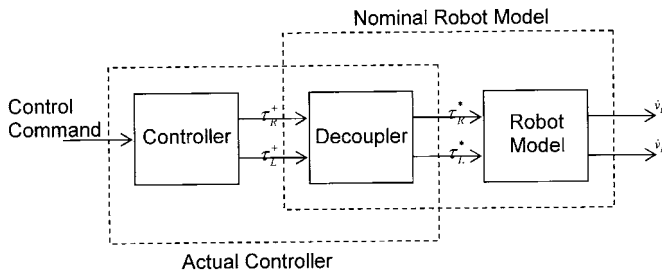 Nominal Robot Model
Control
Command
Controller
τ_R^+
τ_L^+
Decoupler
τ_R^*
τ_L^*
Robot
Model
Actual Controller